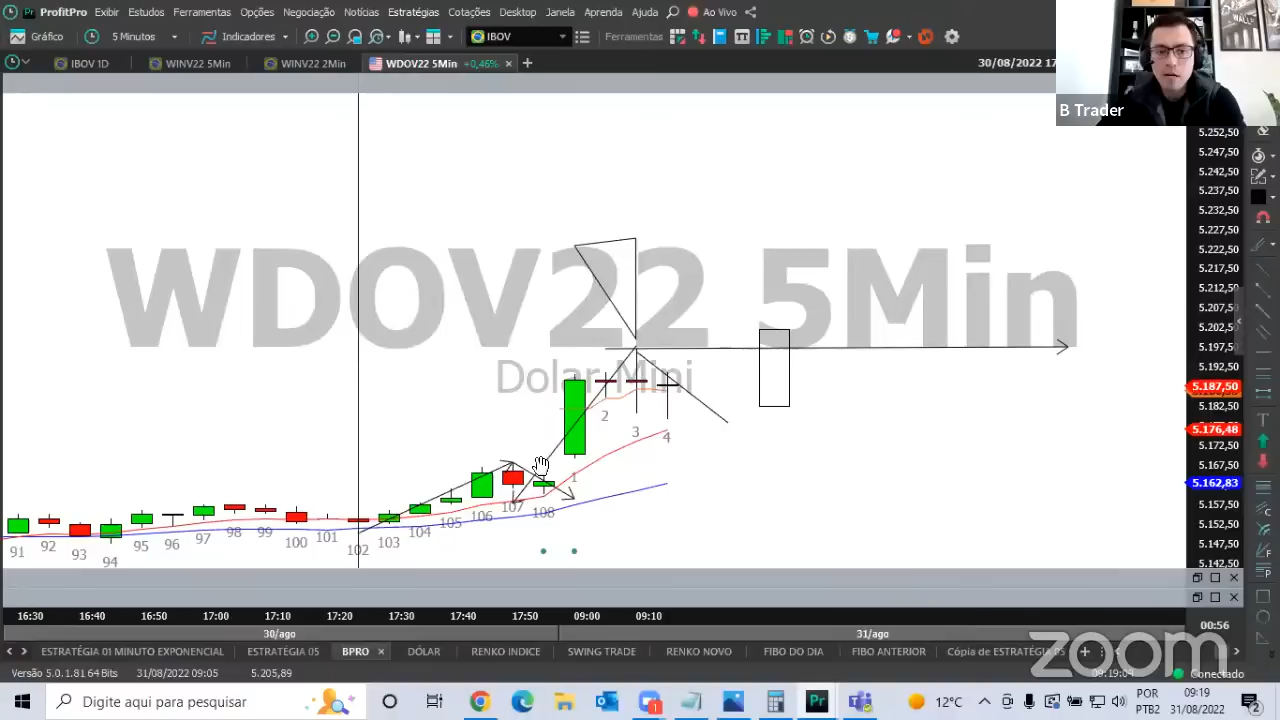 ProfitPro Exibir Estudos Ferramentas Opções Negociação Notícias Estratégias Cotações Desktop Janela Aprenda Ajuda Ao Vivo
Gráfico 5 Minutos Indicadores IBOV Ferramentas
IBOV 1D WINV22 5Min WINV22 2Min WDOV22 5Min +0,46%
B Trader
WDOV22 5Min
Dolar Mini
5.252,50
5.247,50
5.242,50
5.237,50
5.232,50
5.227,50
5.222,50
5.217,50
5.212,50
5.207,50
5.202,50
5.197,50
5.192,50
5.187,50
5.182,50
5.176,48
5.172,50
5.167,50
5.162,83
5.157,50
5.152,50
5.147,50
5.142,50
91 92 93 94 95 96 97 98 99 100 101 102 103 104 105 106 107 108 1 2 3 4
16:30 16:40 16:50 17:00 17:10 17:20 17:30 17:40 17:50 09:00 09:10
00:56
30/ago 31/ago
ESTRATÉGIA 01 MINUTO EXPONENCIAL ESTRATÉGIA 05 BPRO DÓLAR RENKO INDICE SWING TRADE RENKO NOVO FIBO DO DIA FIBO ANTERIOR Cópia de ESTRATÉGIA 05
zoom
Versão 5.0.1.81 64 Bits 31/08/2022 09:05 5.205,89 Conectado
Digite aqui para pesquisar 12°C POR 09:19
PTB2 31/08/2022